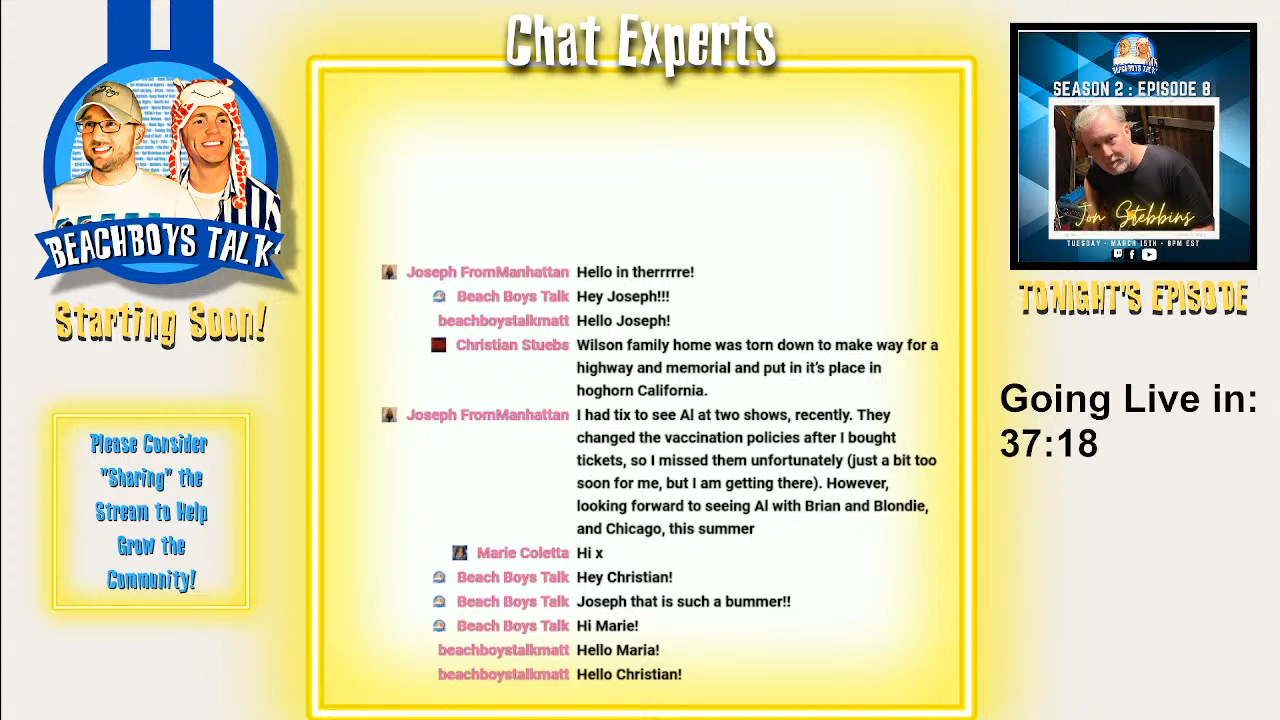 Chat Experts
BEACHBOYS TALK
Starting Soon!
Please Consider
"Sharing" the
Stream to Help
Grow the
Community!
Joseph FromManhattan Hello in therrrrre!
Beach Boys Talk Hey Joseph!!!
beachboystalkmatt Hello Joseph!
Christian Stuebs Wilson family home was torn down to make way for a
highway and memorial and put in it's place in
hoghorn California.
Joseph FromManhattan I had tix to see Al at two shows, recently. They
changed the vaccination policies after I bought
tickets, so I missed them unfortunately (just a bit too
soon for me, but I am getting there). However,
looking forward to seeing Al with Brian and Blondie,
and Chicago, this summer
Marie Coletta Hi x
Beach Boys Talk Hey Christian!
Beach Boys Talk Joseph that is such a bummer!!
Beach Boys Talk Hi Marie!
beachboystalkmatt Hello Maria!
beachboystalkmatt Hello Christian!
BEACHBOYS TALK
SEASON 2 : EPISODE 8
Jon Stebbins
TUESDAY - MARCH 15TH - 8PM EST
TONIGHT'S EPISODE
Going Live in:
37:18